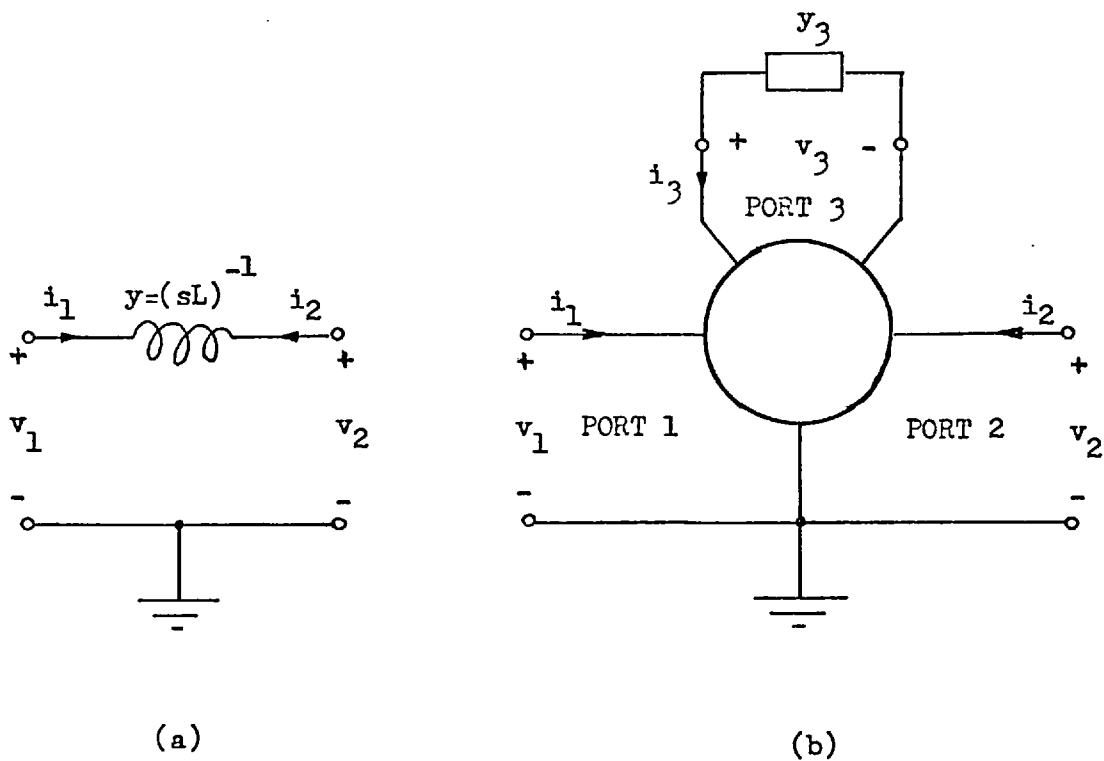 y₃
+ v₃ -
i₃
PORT 3
i₁ y=(sL)⁻¹ i₂
+ +
v₁ v₂
- -
i₁ i₂
+ +
v₁ PORT 1 PORT 2 v₂
- -
(a)
(b)